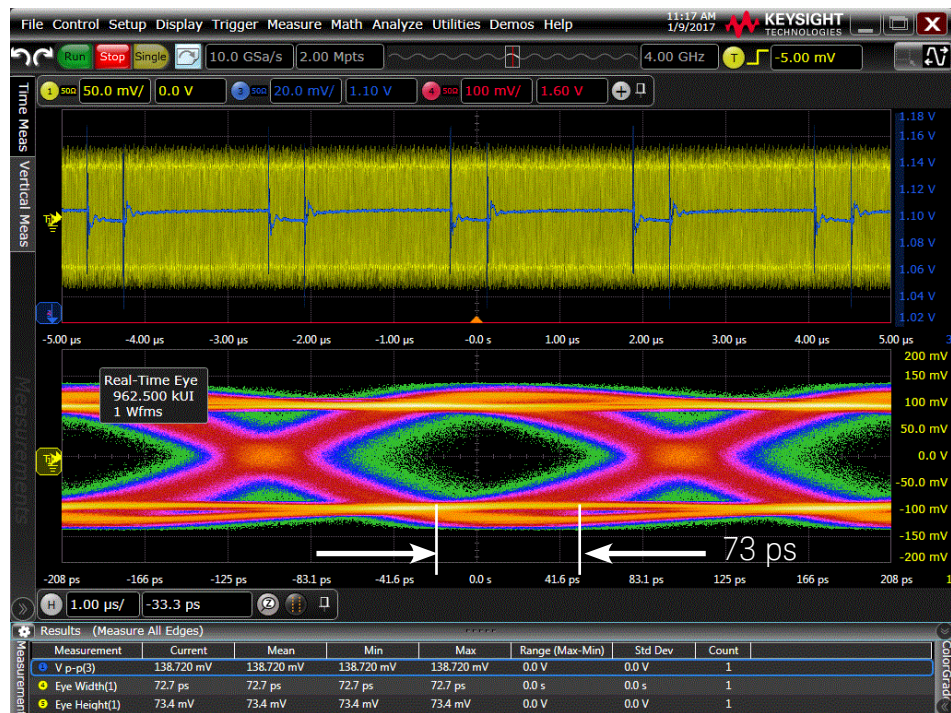 File Control Setup Display Trigger Measure Math Analyze Utilities Demos Help
11:17 AM
1/9/2017
KEYSIGHT
TECHNOLOGIES
Run Stop Single 10.0 GSa/s 2.00 Mpts 4.00 GHz T -5.00 mV
1 50Ω 50.0 mV/ 0.0 V 3 50Ω 20.0 mV/ 1.10 V 4 50Ω 100 mV/ 1.60 V
Time Meas
Vertical Meas
Measurements
1.18 V
1.16 V
1.14 V
1.12 V
1.10 V
1.08 V
1.06 V
1.04 V
1.02 V
-5.00 µs -4.00 µs -3.00 µs -2.00 µs -1.00 µs -0.0 s 1.00 µs 2.00 µs 3.00 µs 4.00 µs 5.00 µs 3
Real-Time Eye
962.500 kUI
1 Wfms
200 mV
150 mV
100 mV
50.0 mV
0.0 V
-50.0 mV
-100 mV
-150 mV
-200 mV
73 ps
-208 ps -166 ps -125 ps -83.1 ps -41.6 ps 0.0 s 41.6 ps 83.1 ps 125 ps 166 ps 208 ps 1
H 1.00 µs/ -33.3 ps
Results (Measure All Edges)
Measurement Current Mean Min Max Range (Max-Min) Std Dev Count
V p-p(3) 138.720 mV 138.720 mV 138.720 mV 138.720 mV 0.0 V 0.0 V 1
Eye Width(1) 72.7 ps 72.7 ps 72.7 ps 72.7 ps 0.0 s 0.0 s 1
Eye Height(1) 73.4 mV 73.4 mV 73.4 mV 73.4 mV 0.0 V 0.0 V 1
Measurement
ColorGrade